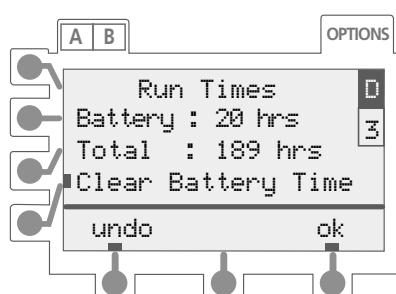 A B OPTIONS
Run Times D
Battery : 20 hrs 3
Total : 189 hrs
Clear Battery Time
undo ok